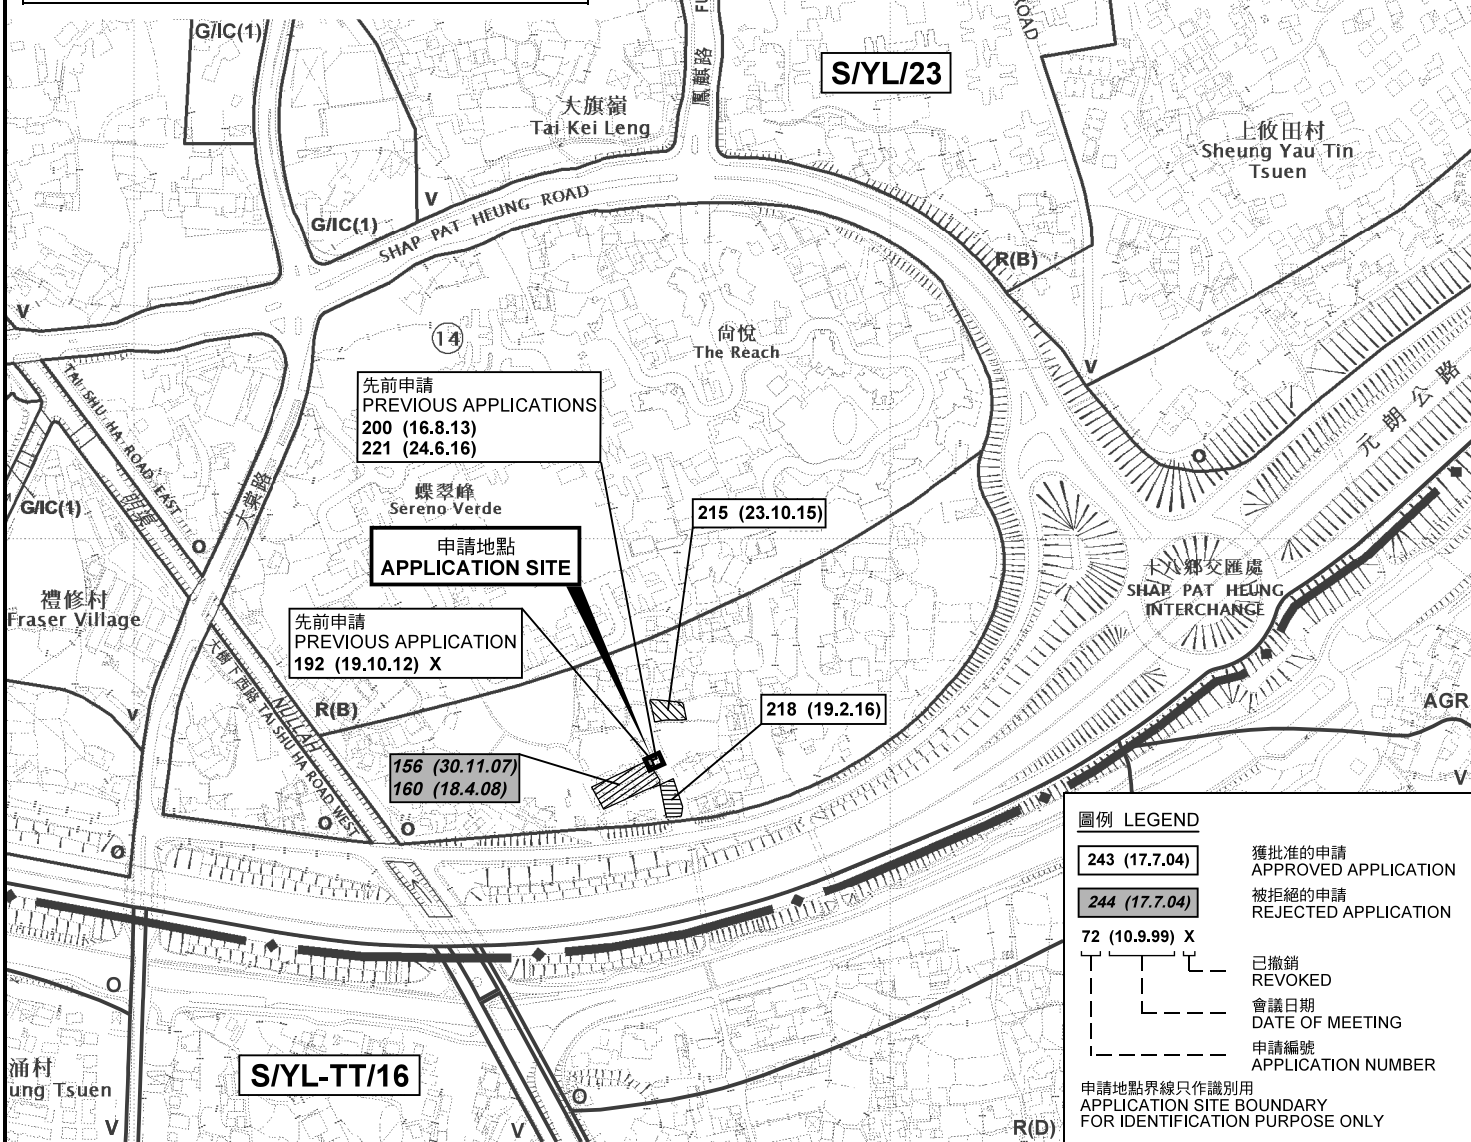 G/IC(1)
鳳麒路
FU
ROAD
S/YL/23
大旗嶺
Tai Kei Leng
上攸田村
Sheung Yau Tin
Tsuen
V
G/IC(1)
SHAP PAT HEUNG ROAD
R(B)
V
14
尚悅
The Reach
V
TAI SHU HA ROAD EAST
明渠
大棠路
先前申請
PREVIOUS APPLICATIONS
200 (16.8.13)
221 (24.6.16)
元朗公路
O
G/IC(1)
蝶翠峰
Sereno Verde
215 (23.10.15)
O
申請地點
APPLICATION SITE
十八鄉交匯處
SHAP PAT HEUNG
INTERCHANGE
禮修村
Fraser Village
先前申請
PREVIOUS APPLICATION
192 (19.10.12) X
大樹下西路 TAI SHU HA ROAD WEST
NULLAH
V
R(B)
218 (19.2.16)
AGR
V
156 (30.11.07)
160 (18.4.08)
O
O
O
圖例 LEGEND
243 (17.7.04)
獲批准的申請
APPROVED APPLICATION
244 (17.7.04)
被拒絕的申請
REJECTED APPLICATION
72 (10.9.99) X
已撤銷
REVOKED
會議日期
DATE OF MEETING
申請編號
APPLICATION NUMBER
申請地點界線只作識別用
APPLICATION SITE BOUNDARY
FOR IDENTIFICATION PURPOSE ONLY
O
涌村
ung Tsuen
S/YL-TT/16
O
V
V
R(D)